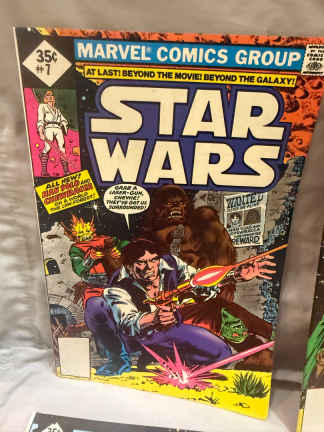 MARVEL COMICS GROUP
35¢
#7
AT LAST! BEYOND THE MOVIE! BEYOND THE GALAXY!
STAR
WARS
ALL NEW!
HAN SOLO AND
CHEWBACCA
GRAB A
LASER-GUN,
CHEWIE!
THEY'VE GOT US
SURROUNDED!
WANTED
REWARD